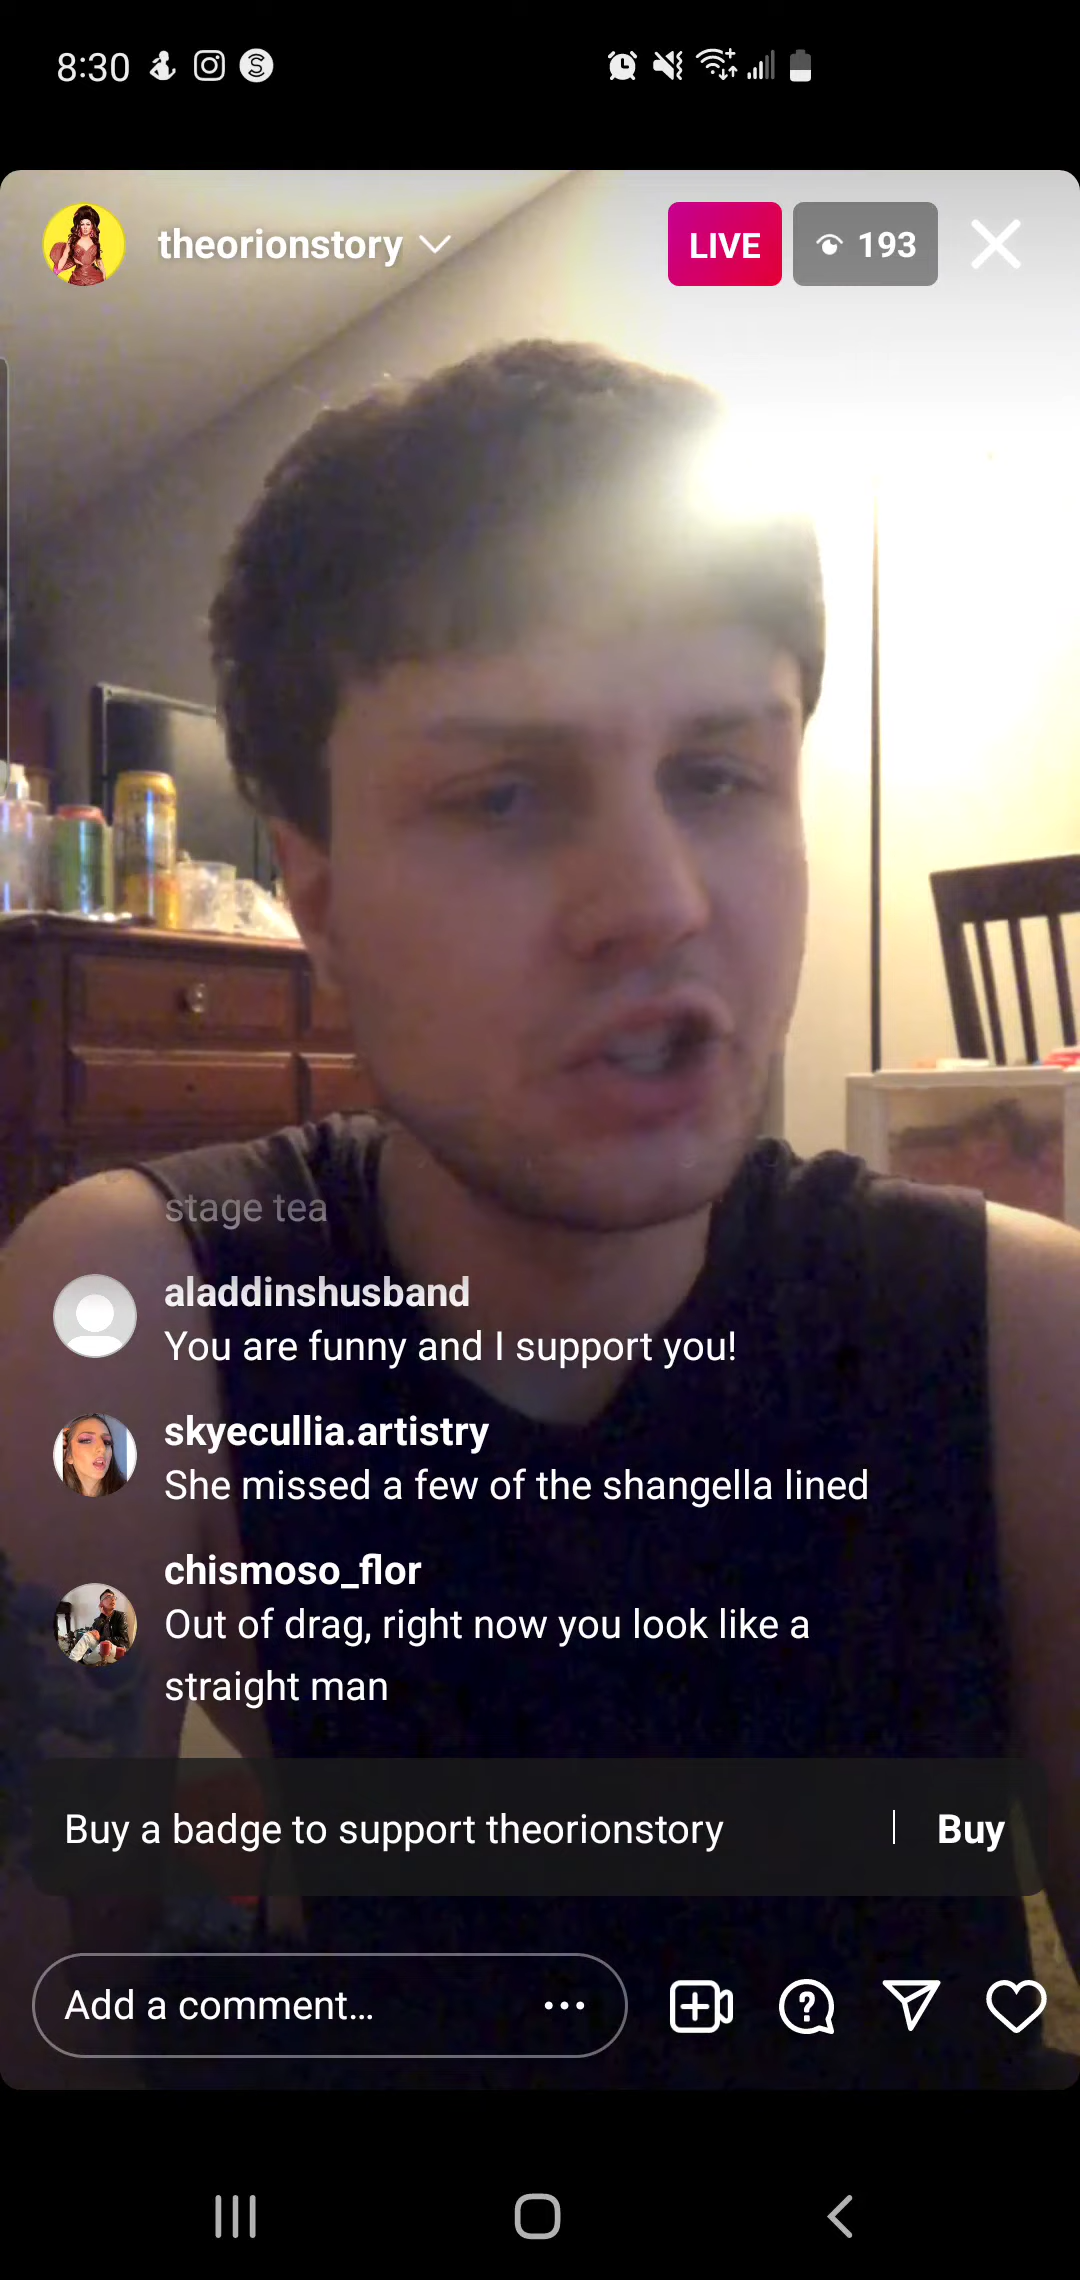 8:30
theorionstory
LIVE
193
stage tea
aladdinshusband
You are funny and I support you!
skyecullia.artistry
She missed a few of the shangella lined
chismoso_flor
Out of drag, right now you look like a
straight man
Buy a badge to support theorionstory | Buy
Add a comment...